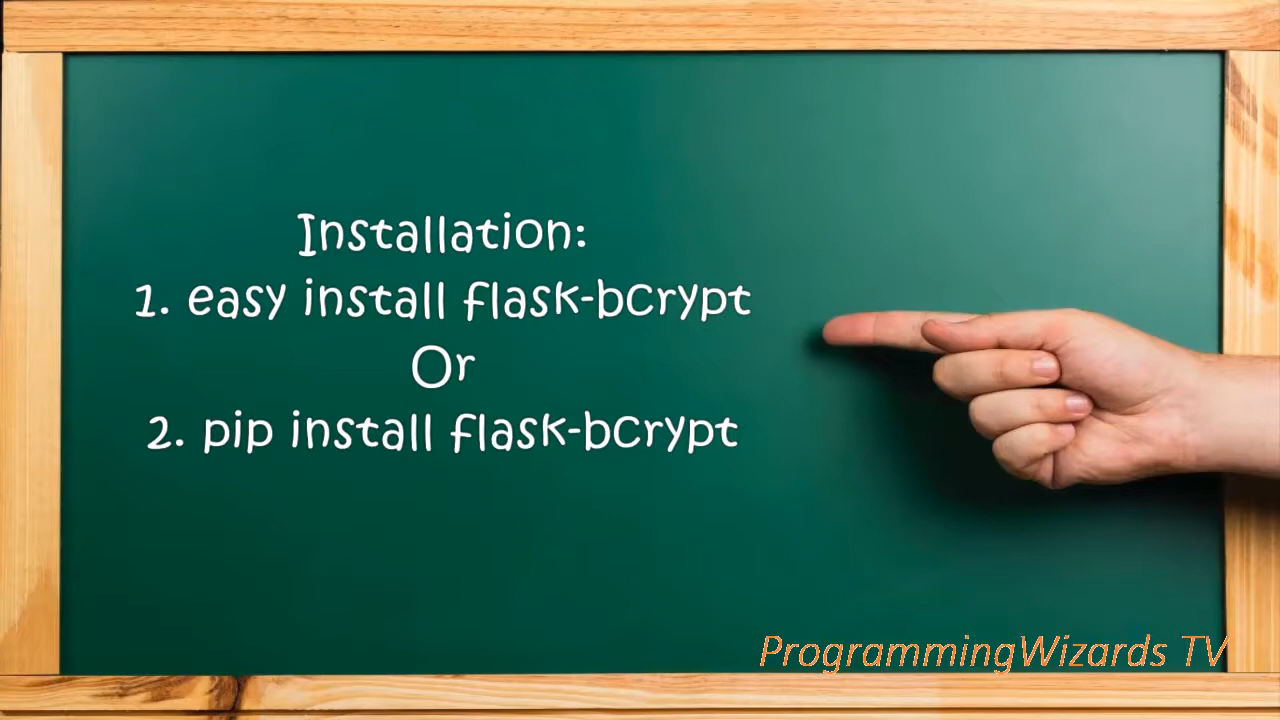 Installation:
1. easy install flask-bcrypt
Or
2. pip install flask-bcrypt
ProgrammingWizards TV